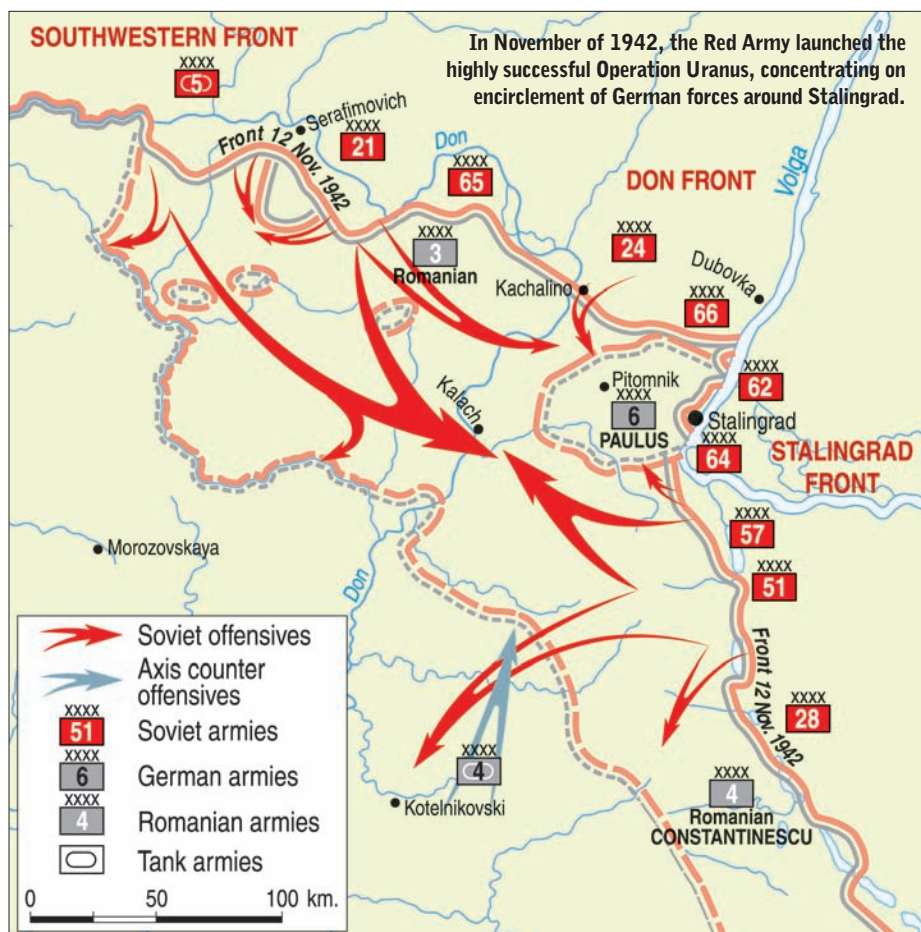 SOUTHWESTERN FRONT
In November of 1942, the Red Army launched the
highly successful Operation Uranus, concentrating on
encirclement of German forces around Stalingrad.
XXXX
5
Serafimovich
Front 12 Nov. 1942
XXXX
21
Don
XXXX
65
DON FRONT
Volga
XXXX
3
Romanian
XXXX
24
Kachalino
Dubovka
XXXX
66
Pitomnik
XXXX
6
PAULUS
XXXX
62
Stalingrad
Kalach
XXXX
64
STALINGRAD
FRONT
XXXX
57
Morozovskaya
Don
XXXX
51
Front 12 Nov. 1942
XXXX
28
XXXX
4
Kotelnikovski
XXXX
4
Romanian
CONSTANTINESCU
Soviet offensives
Axis counter
offensives
XXXX
51
Soviet armies
XXXX
6
German armies
XXXX
4
Romanian armies
Tank armies
0 50 100 km.